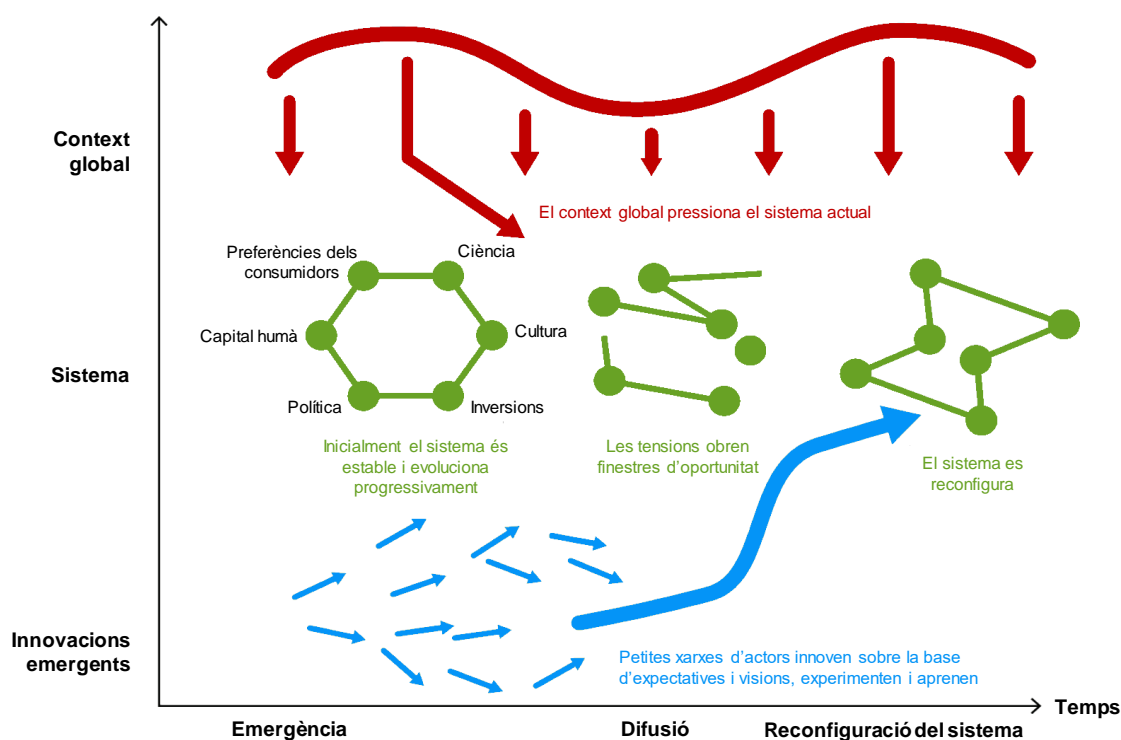 Context
global
El context global pressiona el sistema actual
Preferències dels
consumidors
Ciència
Capital humà
Cultura
Sistema
Política
Inversions
Inicialment el sistema és
estable i evoluciona
progressivament
Les tensions obren
finestres d’oportunitat
El sistema es
reconfigura
Innovacions
emergents
Petites xarxes d’actors innoven sobre la base
d’expectatives i visions, experimenten i aprenen
Temps
Emergència
Difusió
Reconfiguració del sistema